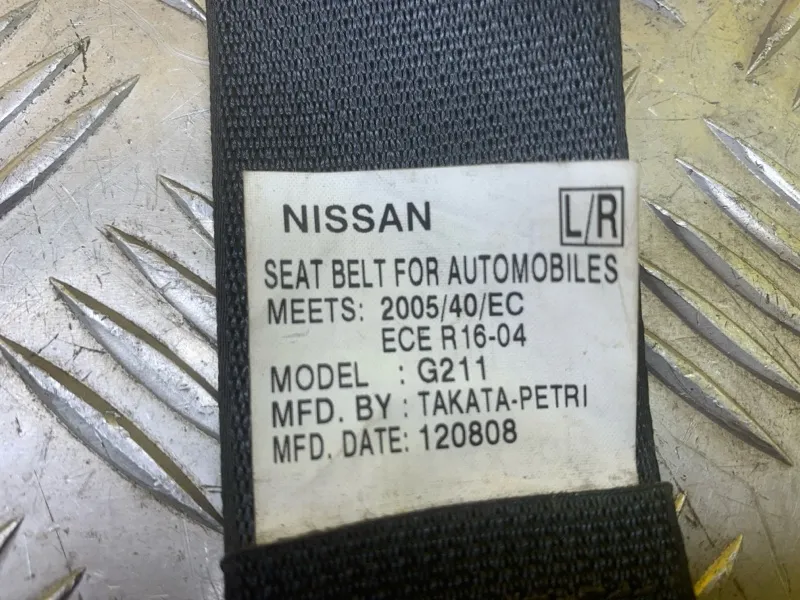 NISSAN L/R
SEAT BELT FOR AUTOMOBILES
MEETS: 2005/40/EC
ECE R16-04
MODEL : G211
MFD. BY : TAKATA-PETRI
MFD. DATE: 120808